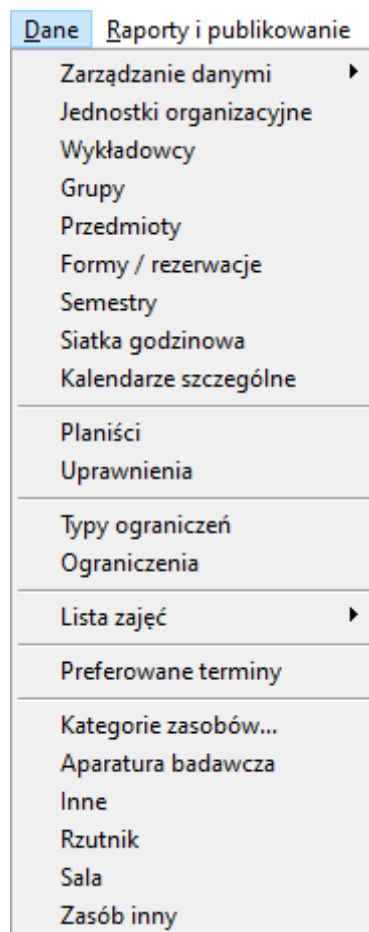 Dane Raporty i publikowanie
Zarządzanie danymi
Jednostki organizacyjne
Wykładowcy
Grupy
Przedmioty
Formy / rezerwacje
Semestry
Siatka godzinowa
Kalendarze szczególne
Planiści
Uprawnienia
Typy ograniczeń
Ograniczenia
Lista zajęć
Preferowane terminy
Kategorie zasobów...
Aparatura badawcza
Inne
Rzutnik
Sala
Zasób inny